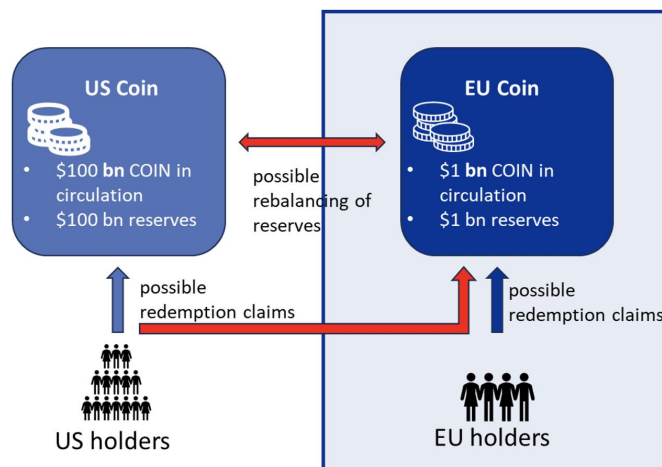 US Coin
• $100 bn COIN in
circulation
• $100 bn reserves
EU Coin
• $1 bn COIN in
circulation
• $1 bn reserves
possible
rebalanding of
reserves
possible
redemption claims
possible
redemption claims
US holders
EU holders